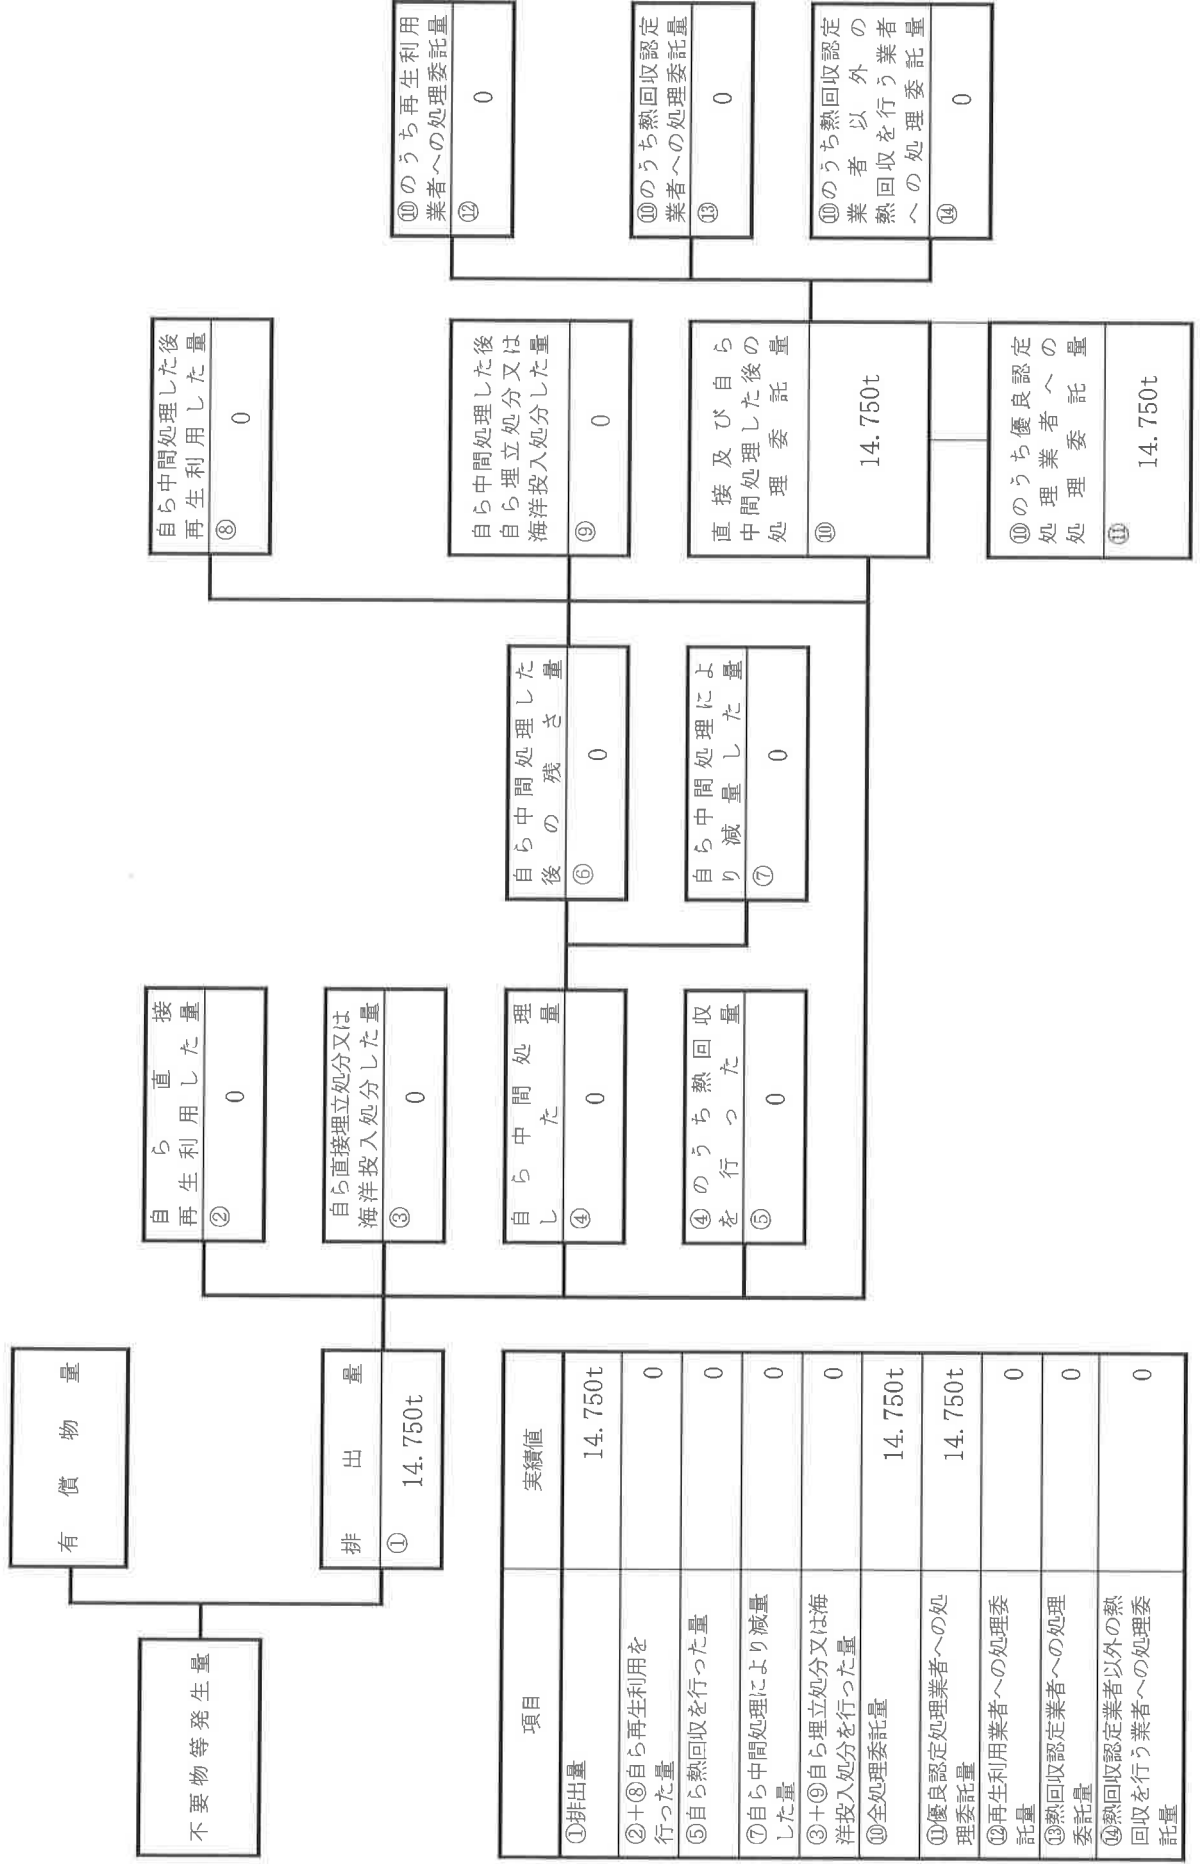 不要物等発生量
有償物量
排出量
①
14.750t
自ら直接
再生利用した量
②
0
自ら直接埋立処分又は
海洋投入処分した量
③
0
自ら中間処理
した量
④
0
④のうち熱回収
を行った量
⑤
0
自ら中間処理した
後の残さ量
⑥
0
自ら中間処理によ
り減量した量
⑦
0
自ら中間処理した後
再生利用した量
⑧
0
自ら中間処理した後
自ら埋立処分又は
海洋投入処分した量
⑨
0
直接及び自ら
中間処理した後の
処理委託量
⑩
14.750t
⑩のうち優良認定
処理業者への
処理委託量
⑪
14.750t
⑩のうち再生利用
業者への処理委託量
⑫
0
⑩のうち熱回収認定
業者への処理委託量
⑬
0
⑩のうち熱回収認定
業者以外の
熱回収を行う業者
への処理委託量
⑭
0
項目 実績値
①排出量 14.750t
②+⑧自ら再生利用を
行った量 0
⑤自ら熱回収を行った量 0
⑦自ら中間処理により減量
した量 0
③+⑨自ら埋立処分又は海
洋投入処分を行った量 0
⑩全処理委託量 14.750t
⑪優良認定処理業者への処
理委託量 14.750t
⑫再生利用業者への処理委
託量 0
⑬熱回収認定業者への処理
委託量 0
⑭熱回収認定業者以外の熱
回収を行う業者への処理委
託量 0